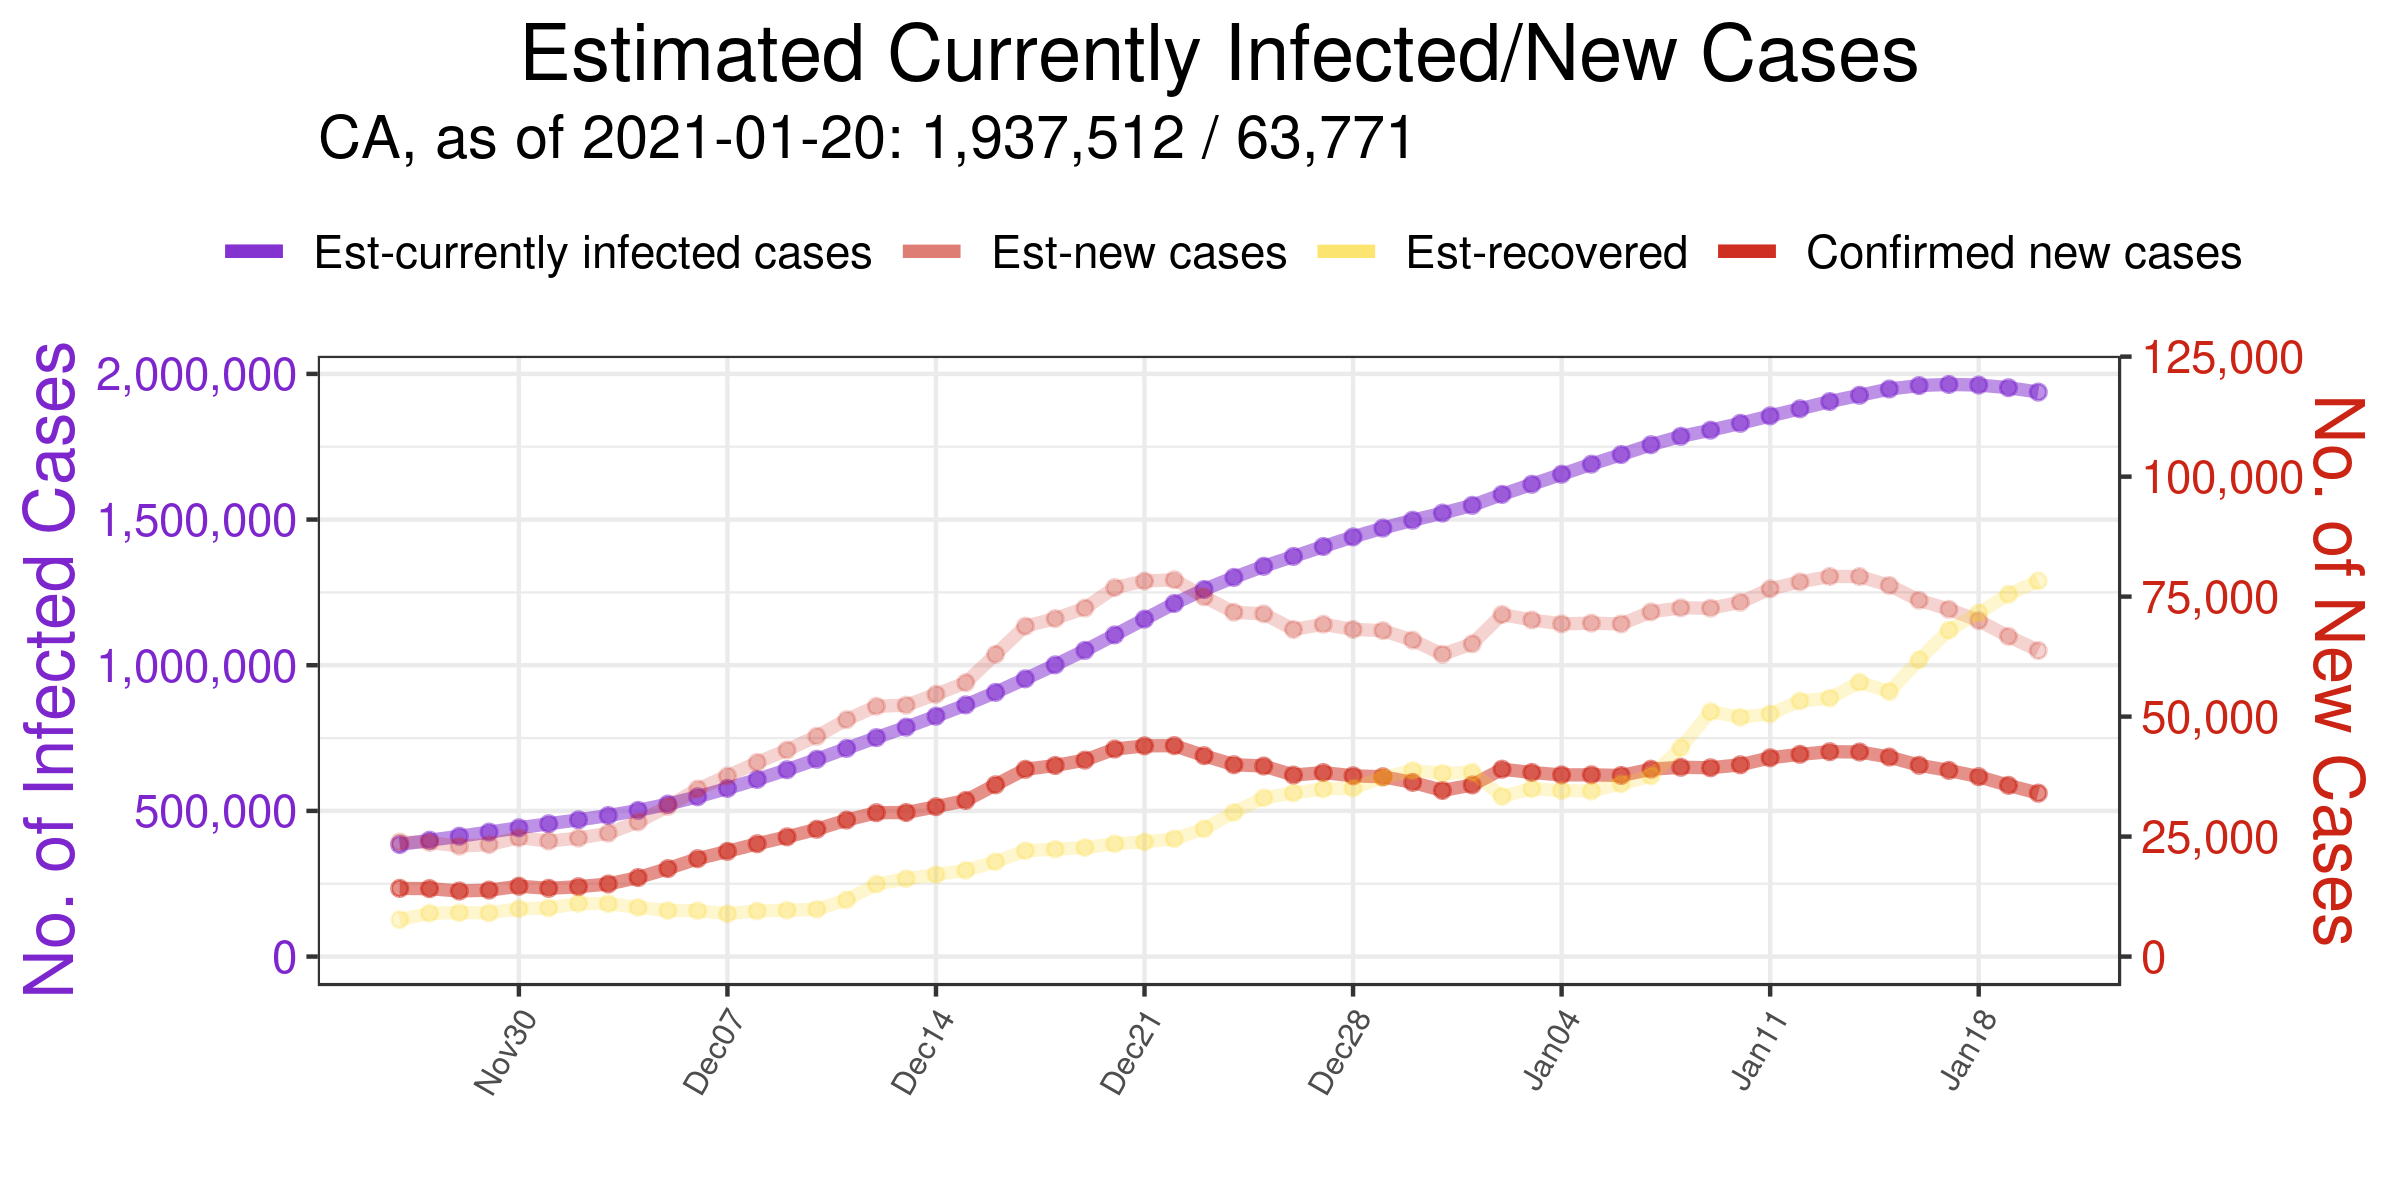 Estimated Currently Infected/New Cases
CA, as of 2021-01-20: 1,937,512 / 63,771
Est-currently infected cases Est-new cases Est-recovered Confirmed new cases
No. of Infected Cases
2,000,000
1,500,000
1,000,000
500,000
0
125,000
100,000
75,000
50,000
25,000
0
No. of New Cases
Nov30 Dec07 Dec14 Dec21 Dec28 Jan04 Jan11 Jan18